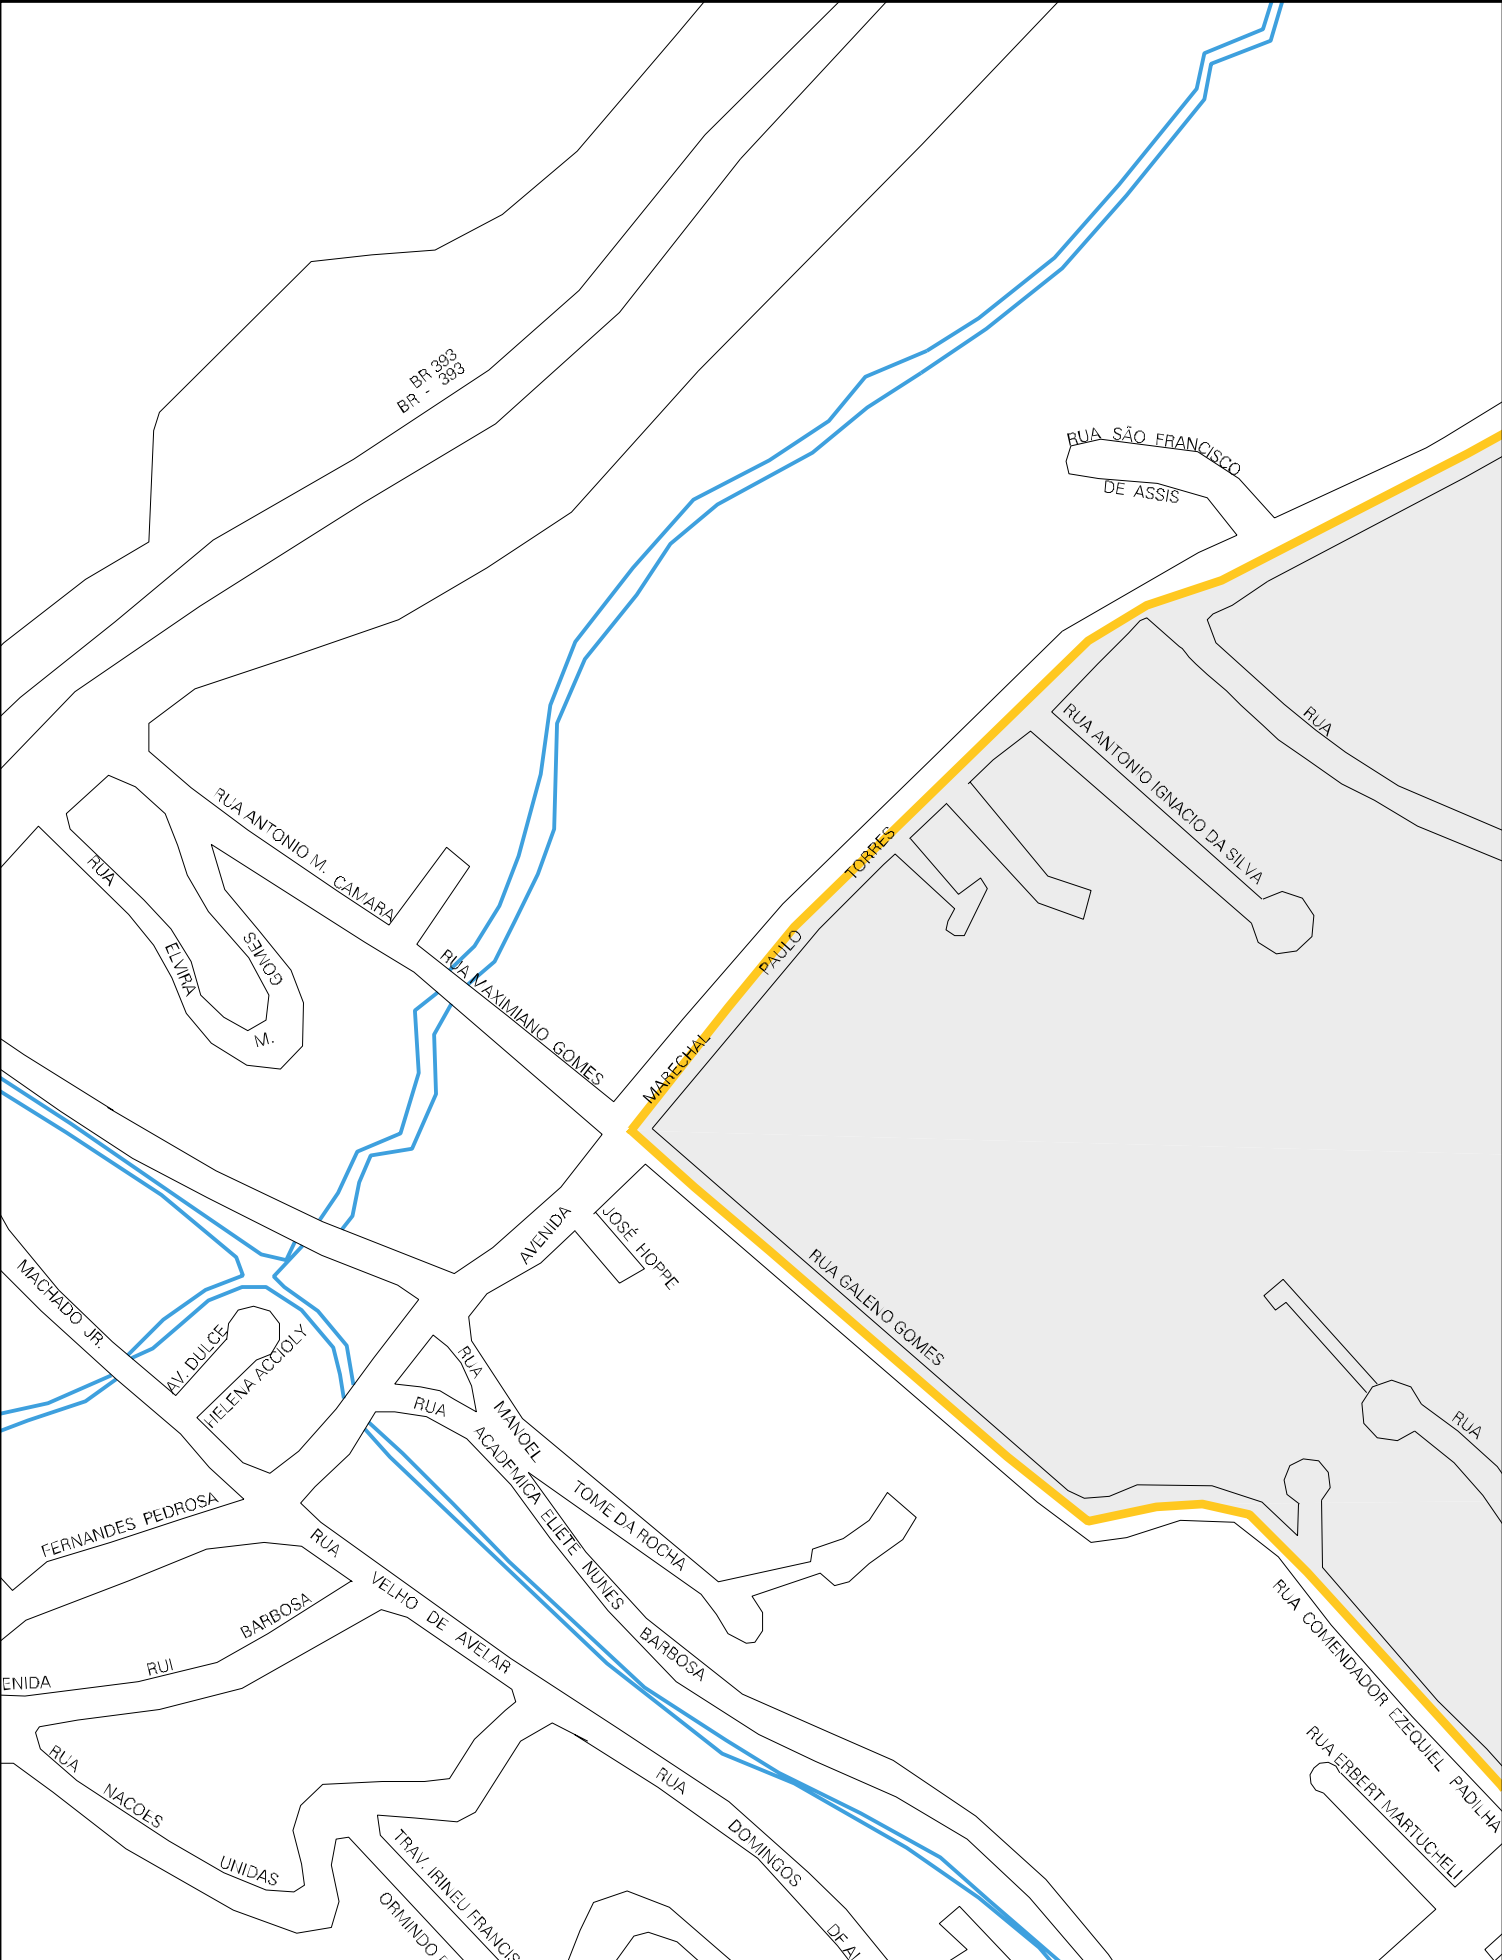 BR 393
BR - 393
RUA SÃO FRANCISCO
DE ASSIS
RUA
RUA ANTONIO IGNACIO DA SILVA
RUA ANTONIO M. CAMARA
TORRES
RUA
ELVIRA
GOMES
M.
PAULO
RUA MAXIMIANO GOMES
MARECHAL
AVENIDA
JOSÉ HOPPE
RUA GALENO GOMES
MACHADO JR.
AV. DULCE
HELENA ACCIOLY
RUA
MANOEL
TOME DA ROCHA
RUA
ACADEMICA ELIETE NUNES
BARBOSA
RUA
FERNANDES PEDROSA
RUA
VELHO DE AVELAR
BARBOSA
RUI
ENIDA
RUA COMENDADOR EZEQUIEL PADILHA
RUA ERBERT MARTUCHELI
RUA
NACOES
UNIDAS
RUA
DOMINGOS
DE AL
TRAV. IRINEU FRANCIS
ORMINDO